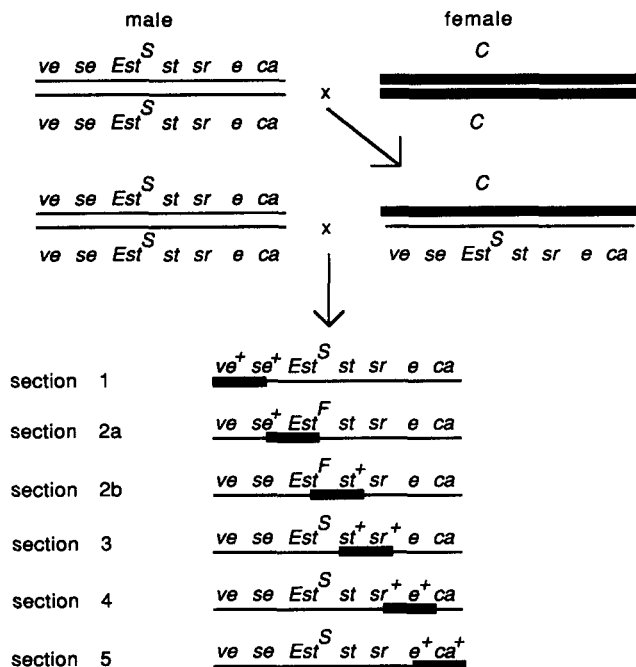 male female
ve se Est^S st sr e ca C
x
ve se Est^S st sr e ca C
ve se Est^S st sr e ca C
x
ve se Est^S st sr e ca ve se Est^S st sr e ca
section 1 ve^+ se^+ Est^S st sr e ca
section 2a ve se^+ Est^F st sr e ca
section 2b ve se Est^F st^+ sr e ca
section 3 ve se Est^S st^+ sr^+ e ca
section 4 ve se Est^S st sr^+ e^+ ca
section 5 ve se Est^S st sr e^+ ca^+